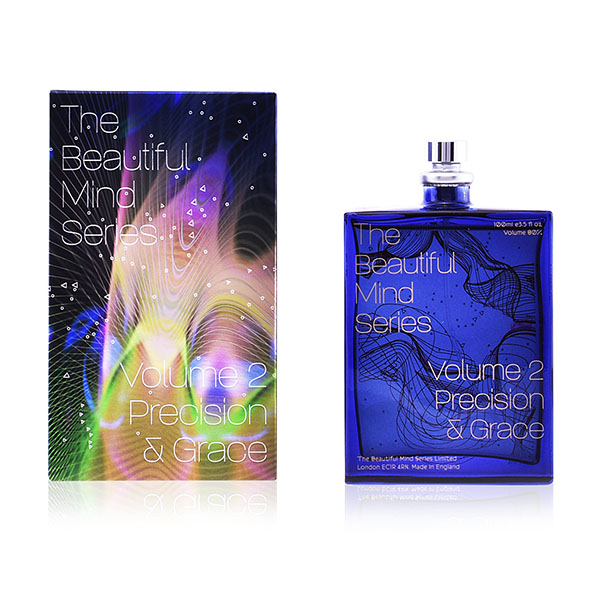 The
Beautiful
Mind
Series
Volume 2
Precision
& Grace
100ml e3.5 fl oz.
Volume 80%
The
Beautiful
Mind
Series
Volume 2
Precision
& Grace
The Beautiful Mind Series Limited
London EC1R 4RN. Made In England